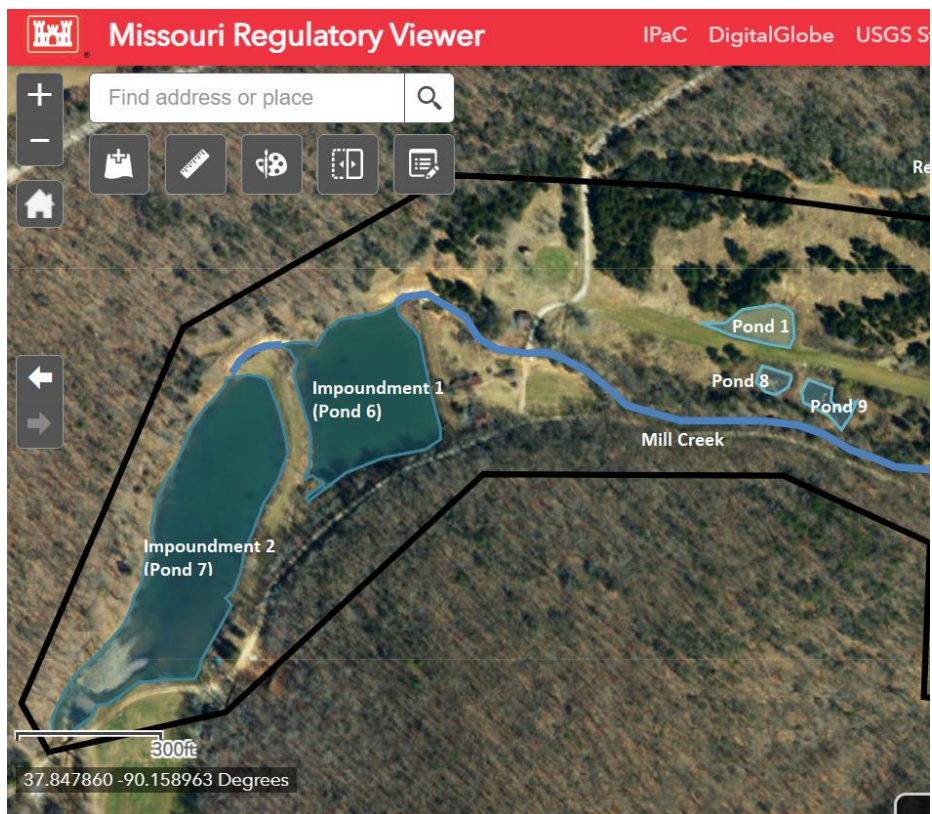 Missouri Regulatory Viewer
IPaC DigitalGlobe USGS S
Find address or place
Re
Pond 1
Pond 8
Pond 9
Impoundment 1
(Pond 6)
Mill Creek
Impoundment 2
(Pond 7)
300ft
37.847860 -90.158963 Degrees